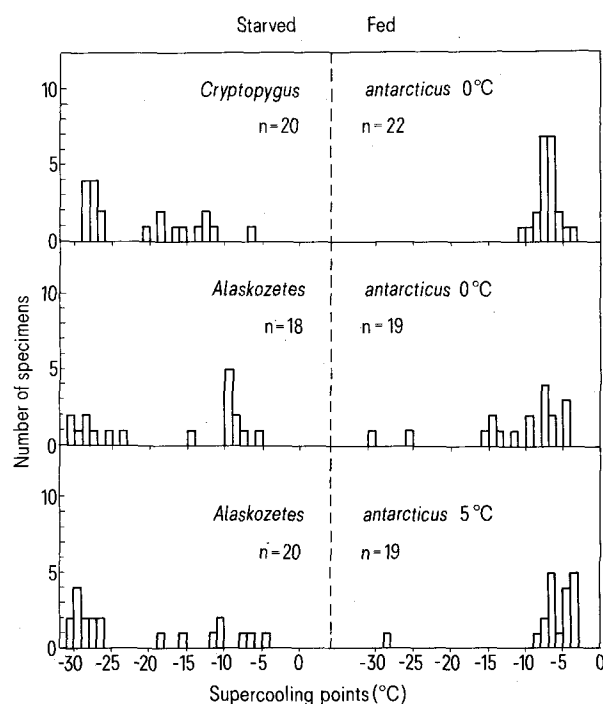 Starved Fed
10
5
0
Cryptopygus antarcticus 0°C
n=20 n=22
10
5
0
Alaskozetes antarcticus 0°C
n=18 n=19
10
5
0
Alaskozetes antarcticus 5°C
n=20 n=19
Number of specimens
-30 -25 -20 -15 -10 -5 0 -30 -25 -20 -15 -10 -5 0
Supercooling points (°C)